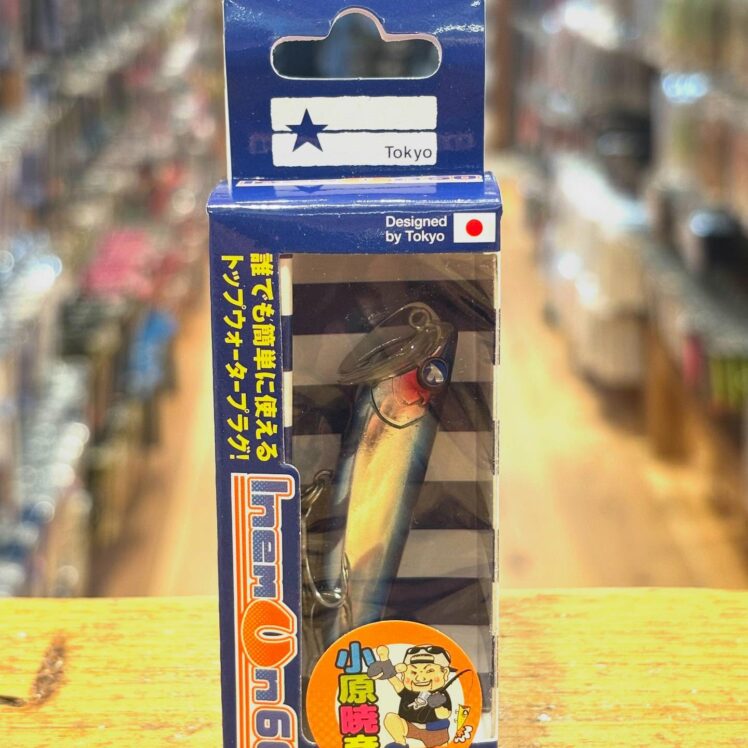 Tokyo
Designed
by Tokyo
誰でも簡単に使える
トップウォータープラグ!
小原